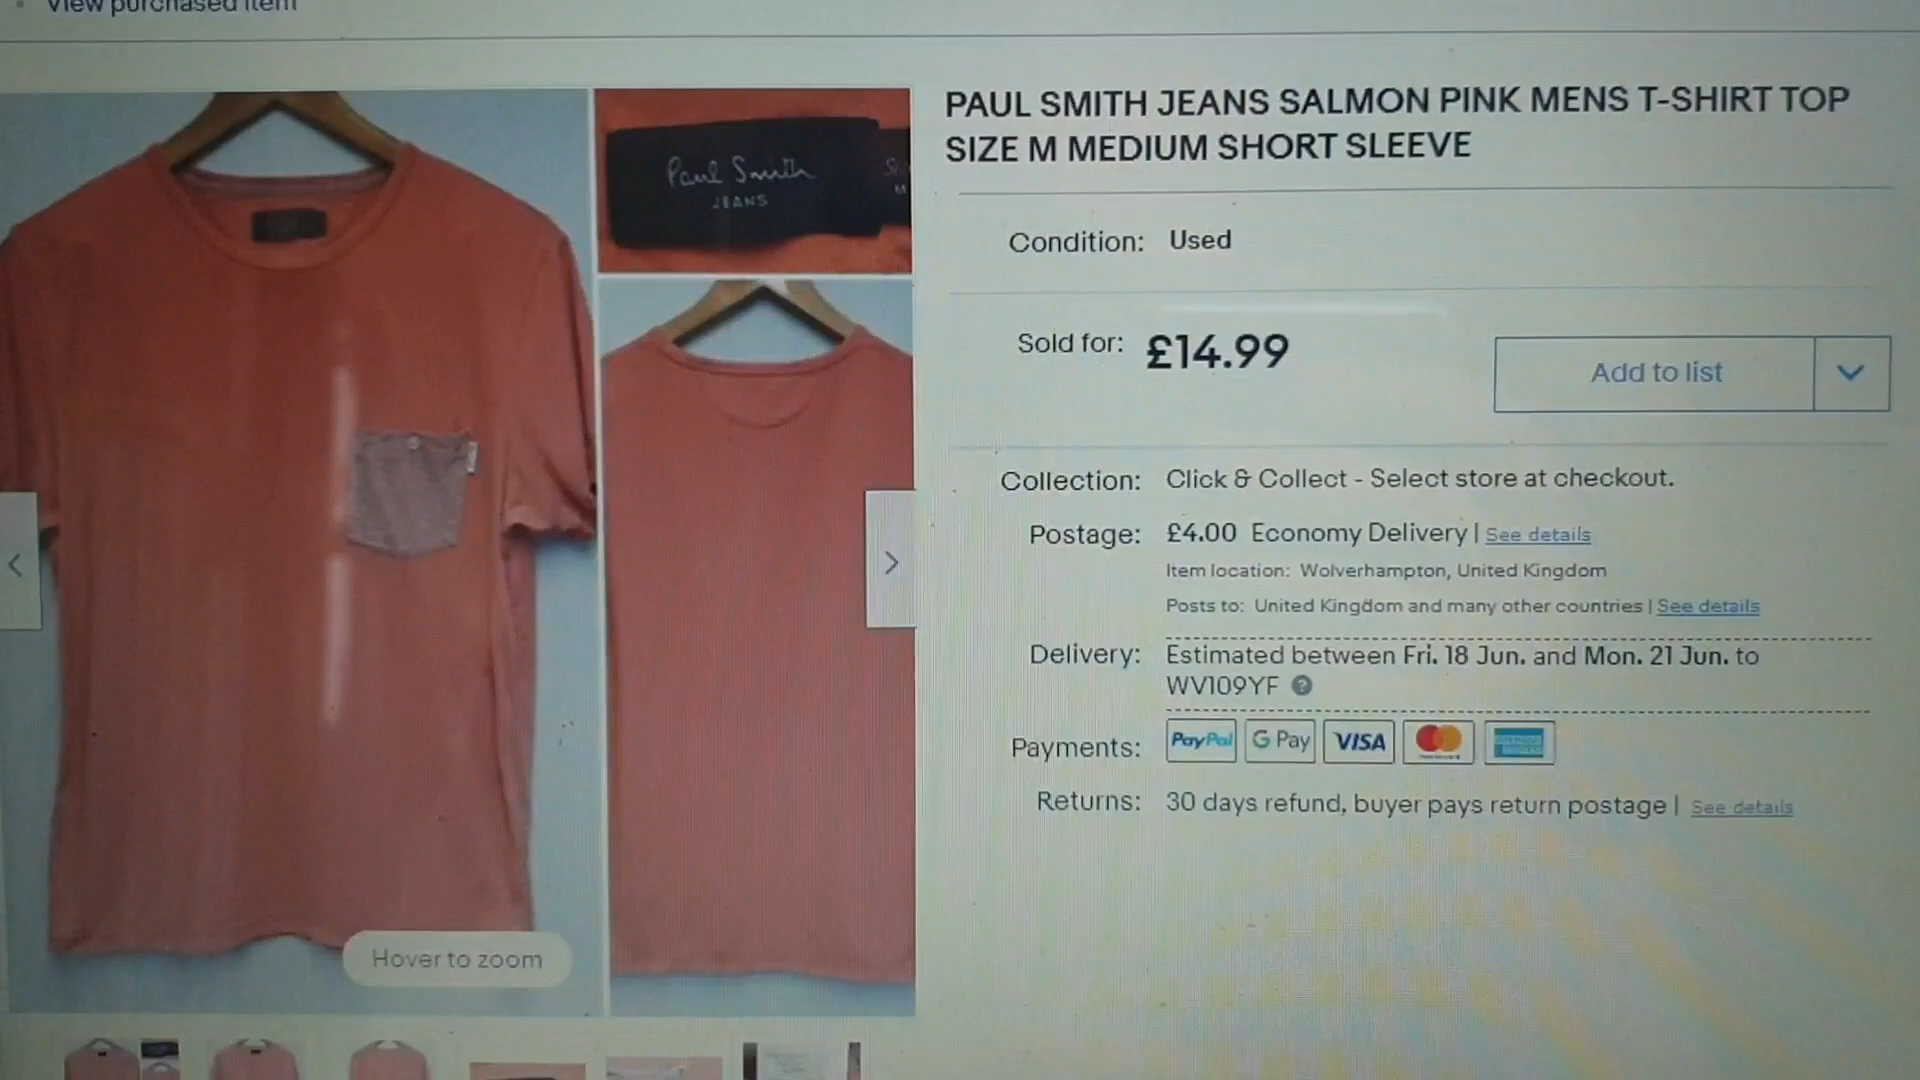 View purchased item
Paul Smith
JEANS
M
PAUL SMITH JEANS SALMON PINK MENS T-SHIRT TOP
SIZE M MEDIUM SHORT SLEEVE
Condition: Used
Sold for: £14.99
Add to list
Collection: Click & Collect - Select store at checkout.
Postage: £4.00 Economy Delivery | See details
Item location: Wolverhampton, United Kingdom
Posts to: United Kingdom and many other countries | See details
Delivery: Estimated between Fri. 18 Jun. and Mon. 21 Jun. to
WV109YF
Payments: PayPal G Pay VISA
Returns: 30 days refund, buyer pays return postage | See details
Hover to zoom